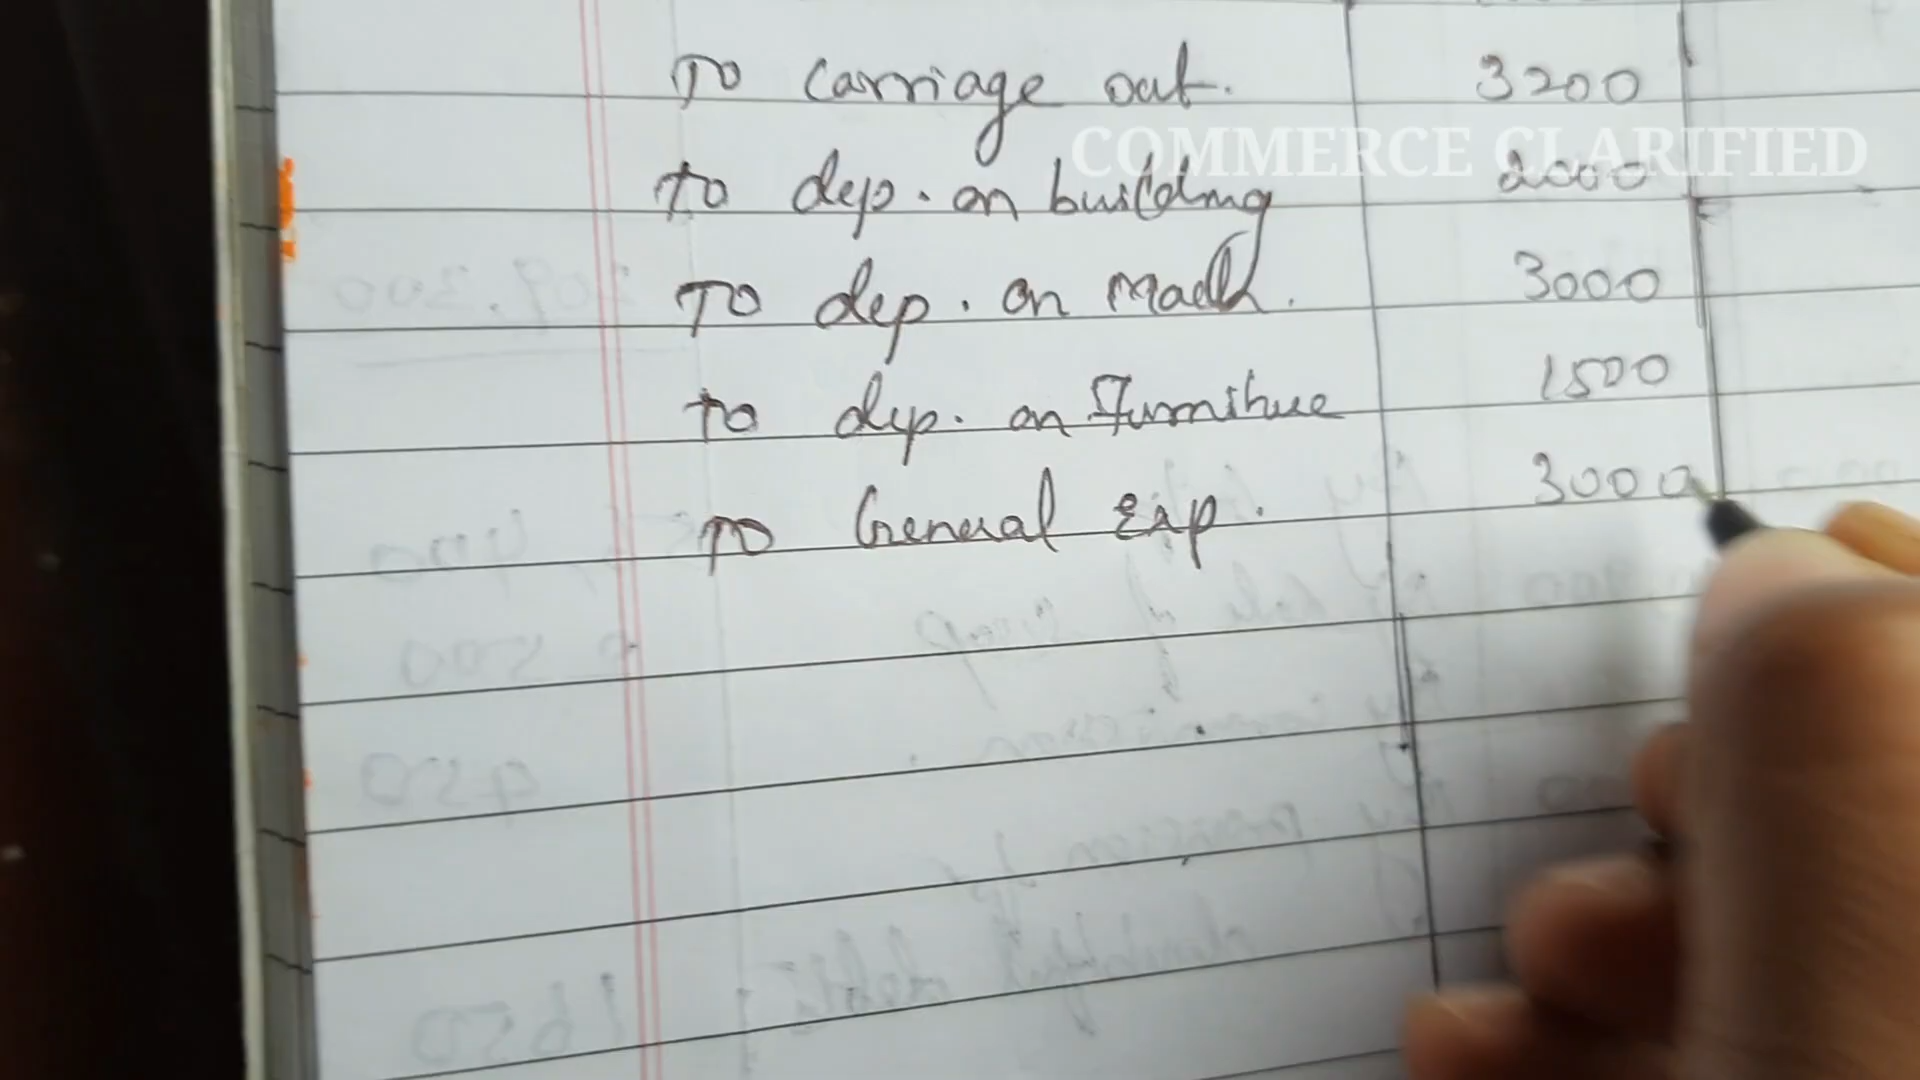 To carriage out. 3200
COMMERCE CLARIFIED
To dep. on building 2000
To dep. on Mach. 3000
To dep. on Furniture 1500
To General Exp. 3000